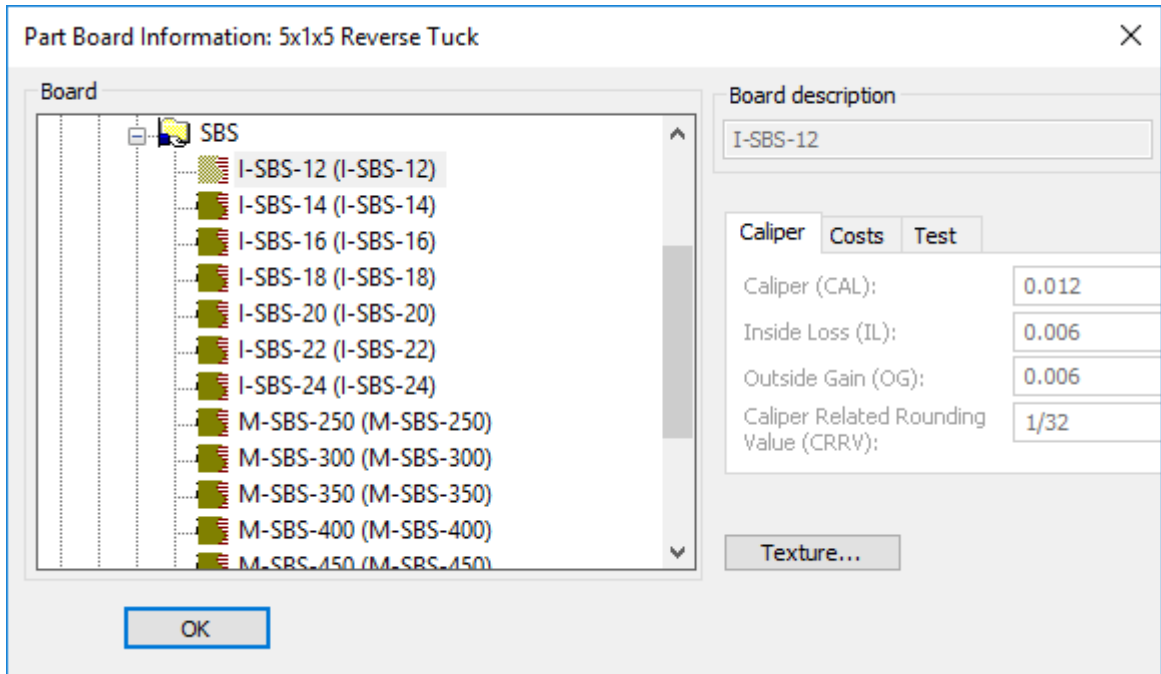 Part Board Information: 5x1x5 Reverse Tuck
Board
SBS
I-SBS-12 (I-SBS-12)
I-SBS-14 (I-SBS-14)
I-SBS-16 (I-SBS-16)
I-SBS-18 (I-SBS-18)
I-SBS-20 (I-SBS-20)
I-SBS-22 (I-SBS-22)
I-SBS-24 (I-SBS-24)
M-SBS-250 (M-SBS-250)
M-SBS-300 (M-SBS-300)
M-SBS-350 (M-SBS-350)
M-SBS-400 (M-SBS-400)
M-SBS-450 (M-SBS-450)
OK
Board description
I-SBS-12
Caliper Costs Test
Caliper (CAL): 0.012
Inside Loss (IL): 0.006
Outside Gain (OG): 0.006
Caliper Related Rounding
Value (CRRV): 1/32
Texture...